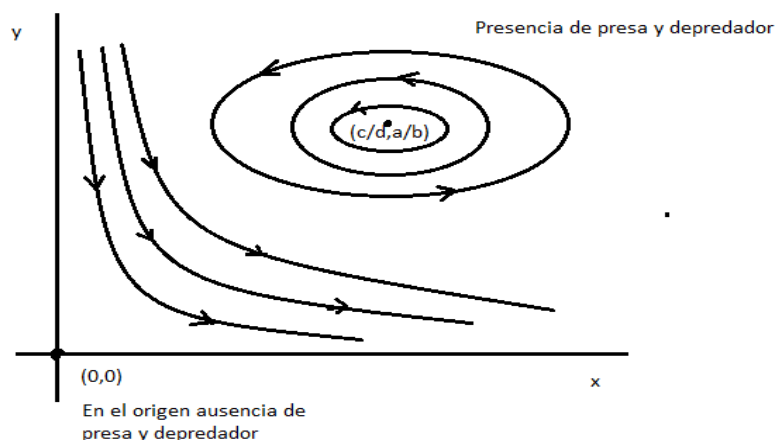 y
Presencia de presa y depredador
(c/d,a/b)
(0,0)
x
En el origen ausencia de
presa y depredador